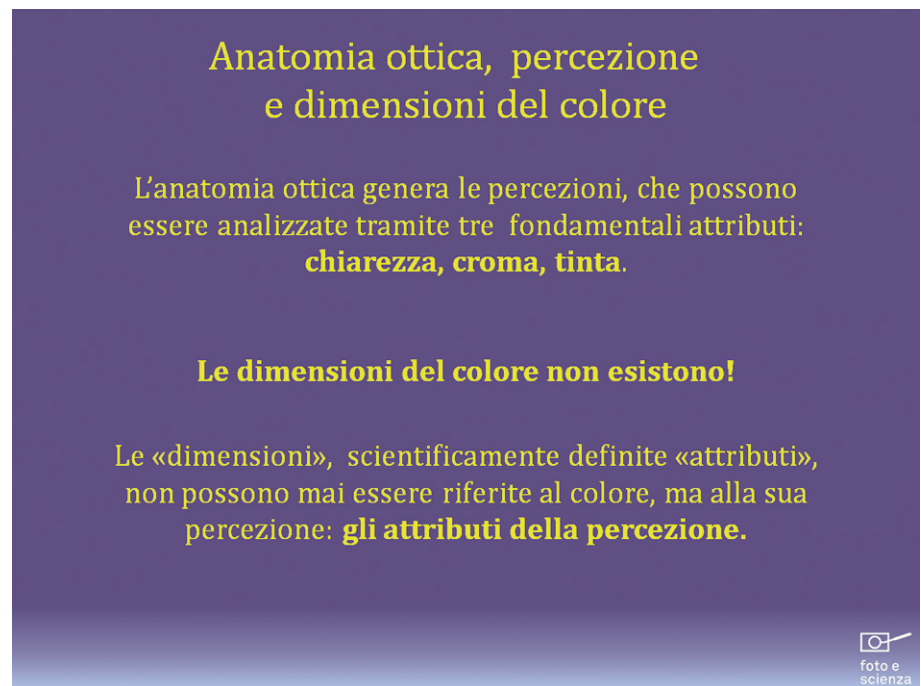 Anatomia ottica, percezione
e dimensioni del colore
L’anatomia ottica genera le percezioni, che possono
essere analizzate tramite tre fondamentali attributi:
chiarezza, croma, tinta.
Le dimensioni del colore non esistono!
Le «dimensioni», scientificamente definite «attributi»,
non possono mai essere riferite al colore, ma alla sua
percezione: gli attributi della percezione.
foto e
scienza